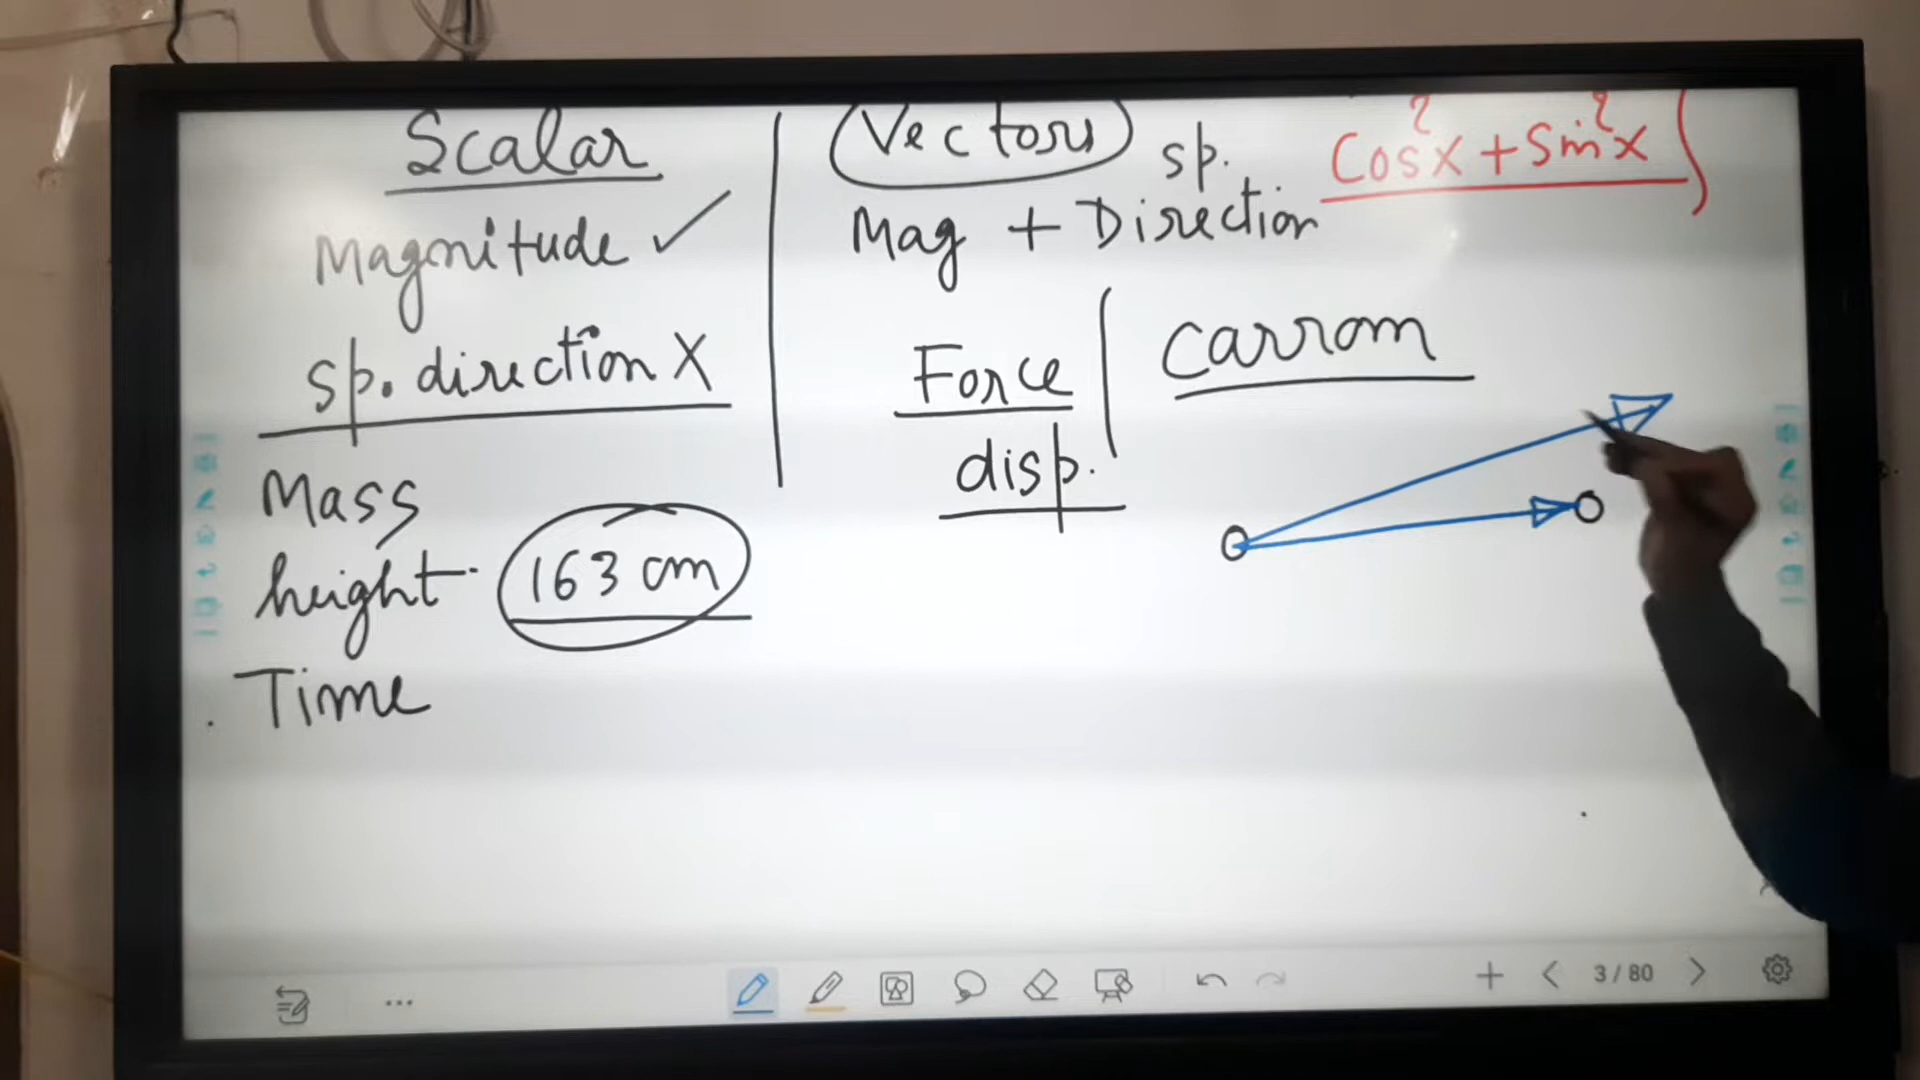 Scalar
Magnitude ✓
sp. direction X
Mass
height - 163 cm
Time
Vectors
sp.
Mag + Direction
Cos²x + Sin²x
Force
disp.
Carrom
3 / 80